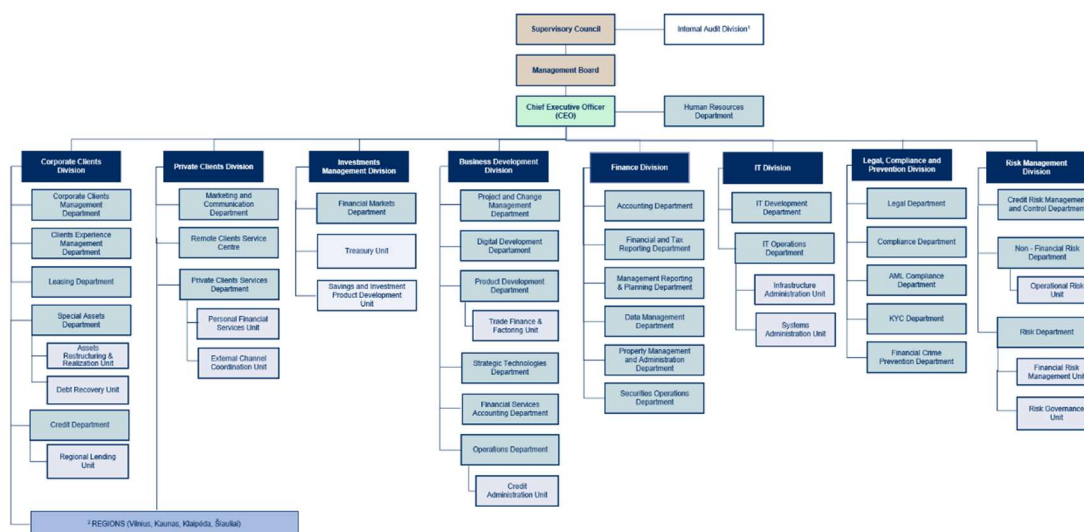 Supervisory Council
Internal Audit Division¹
Management Board
Chief Executive Officer
(CEO)
Human Resources
Department
Corporate Clients
Division
Corporate Clients
Management
Department
Clients Experience
Management
Department
Leasing Department
Special Assets
Department
Assets
Restructuring &
Realization Unit
Debt Recovery Unit
Credit Department
Regional Lending
Unit
Private Clients Division
Marketing and
Communication
Department
Remote Clients Service
Centre
Private Clients Services
Department
Personal Financial
Services Unit
External Channel
Coordination Unit
Investments
Management Division
Financial Markets
Department
Treasury Unit
Savings and Investment
Product Development
Unit
Business Development
Division
Project and Change
Management
Department
Digital Development
Departament
Product Development
Department
Trade Finance &
Factoring Unit
Strategic Technologies
Department
Financial Services
Accounting Department
Operations Department
Credit
Administration Unit
Finance Division
Accounting Department
Financial and Tax
Reporting Department
Management Reporting
& Planning Department
Data Management
Department
Property Management
and Administration
Department
Securities Operations
Department
IT Division
IT Development
Department
IT Operations
Department
Infrastructure
Administration Unit
Systems
Administration Unit
Legal, Compliance and
Prevention Division
Legal Department
Compliance Department
AML Compliance
Department
KYC Department
Financial Crime
Prevention Department
Risk Management
Division
Credit Risk Management
and Control Department
Non - Financial Risk
Department
Operational Risk
Unit
Risk Department
Financial Risk
Management Unit
Risk Governance
Unit
² REGIONS (Vilnius, Kaunas, Klaipėda, Šiauliai)